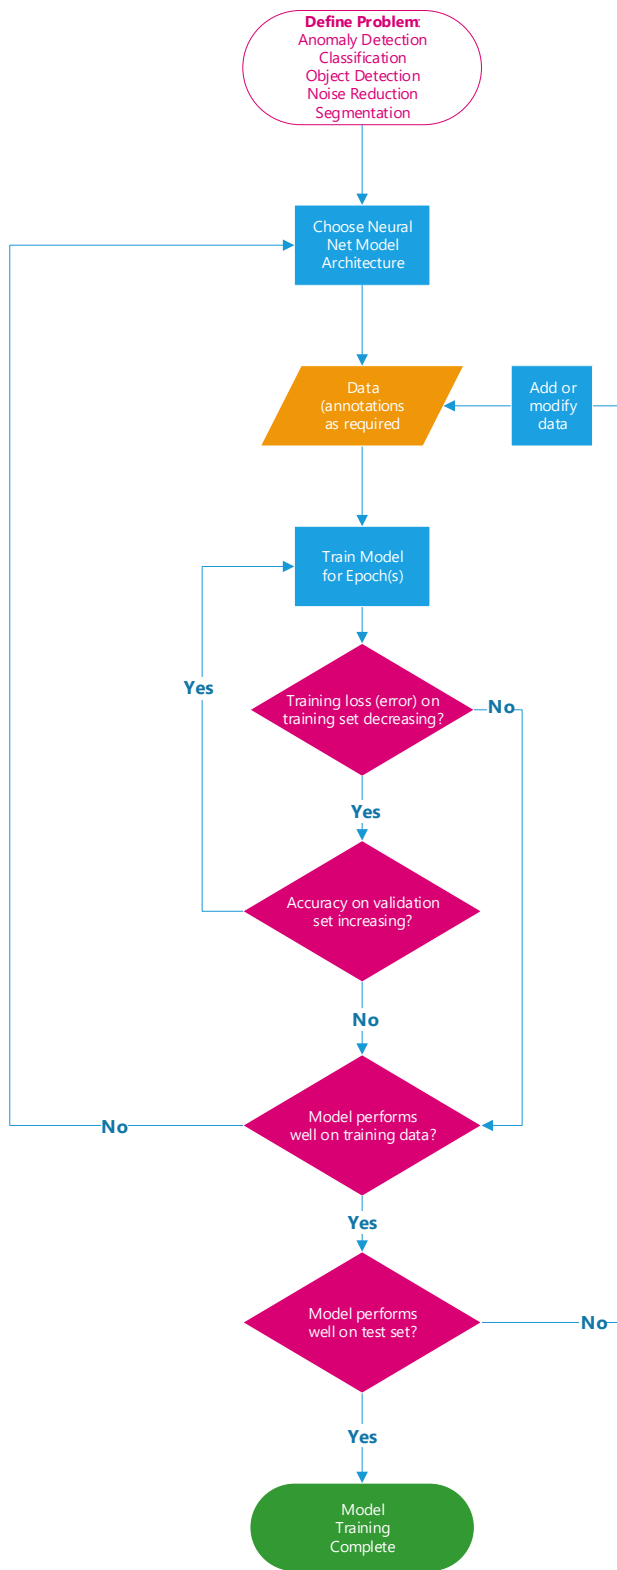 Define Problem:
Anomaly Detection
Classification
Object Detection
Noise Reduction
Segmentation
Choose Neural
Net Model
Architecture
Data
(annotations
as required
Add or
modify
data
Train Model
for Epoch(s)
Yes
Training loss (error) on
training set decreasing?
No
Yes
Accuracy on validation
set increasing?
No
Model performs
well on training data?
No
Yes
Model performs
well on test set?
No
Yes
Model
Training
Complete